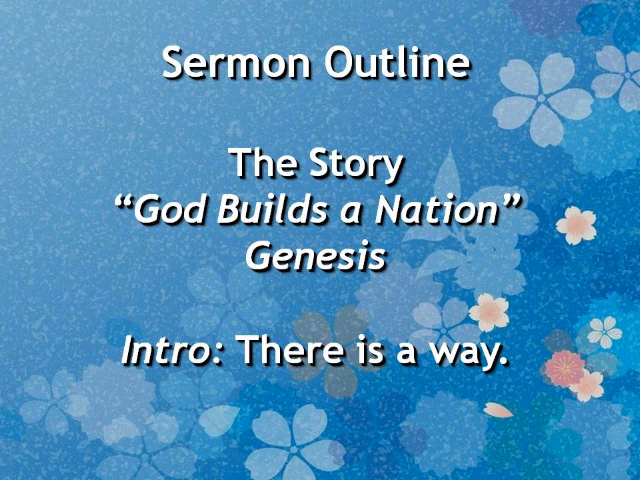 Sermon Outline
The Story
“God Builds a Nation”
Genesis
Intro: There is a way.